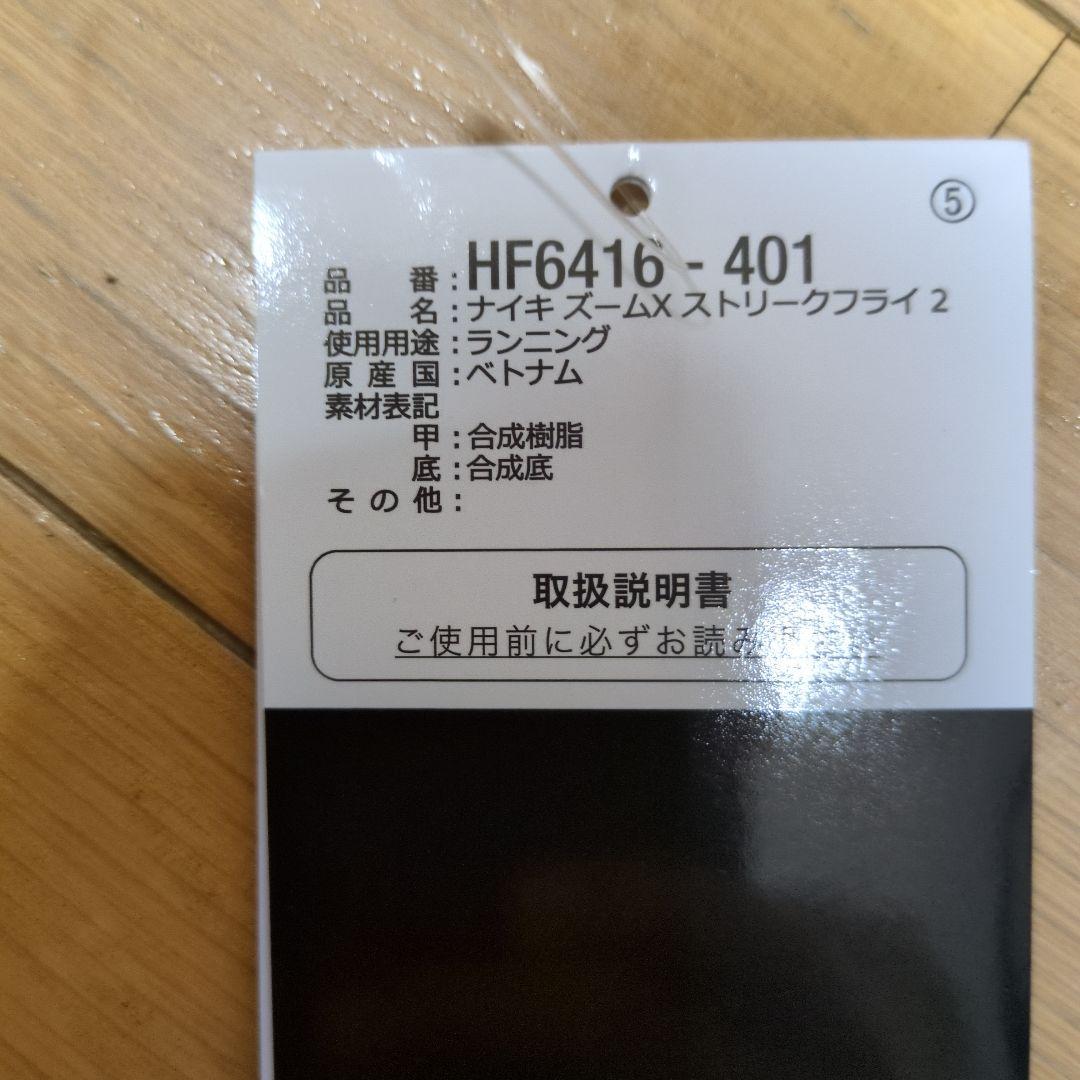 ⑤
品番:HF6416 - 401
品名:ナイキ ズームX ストリークフライ 2
使用用途:ランニング
原産国:ベトナム
素材表記
甲:合成樹脂
底:合成底
その他:
取扱説明書
ご使用前に必ずお読み